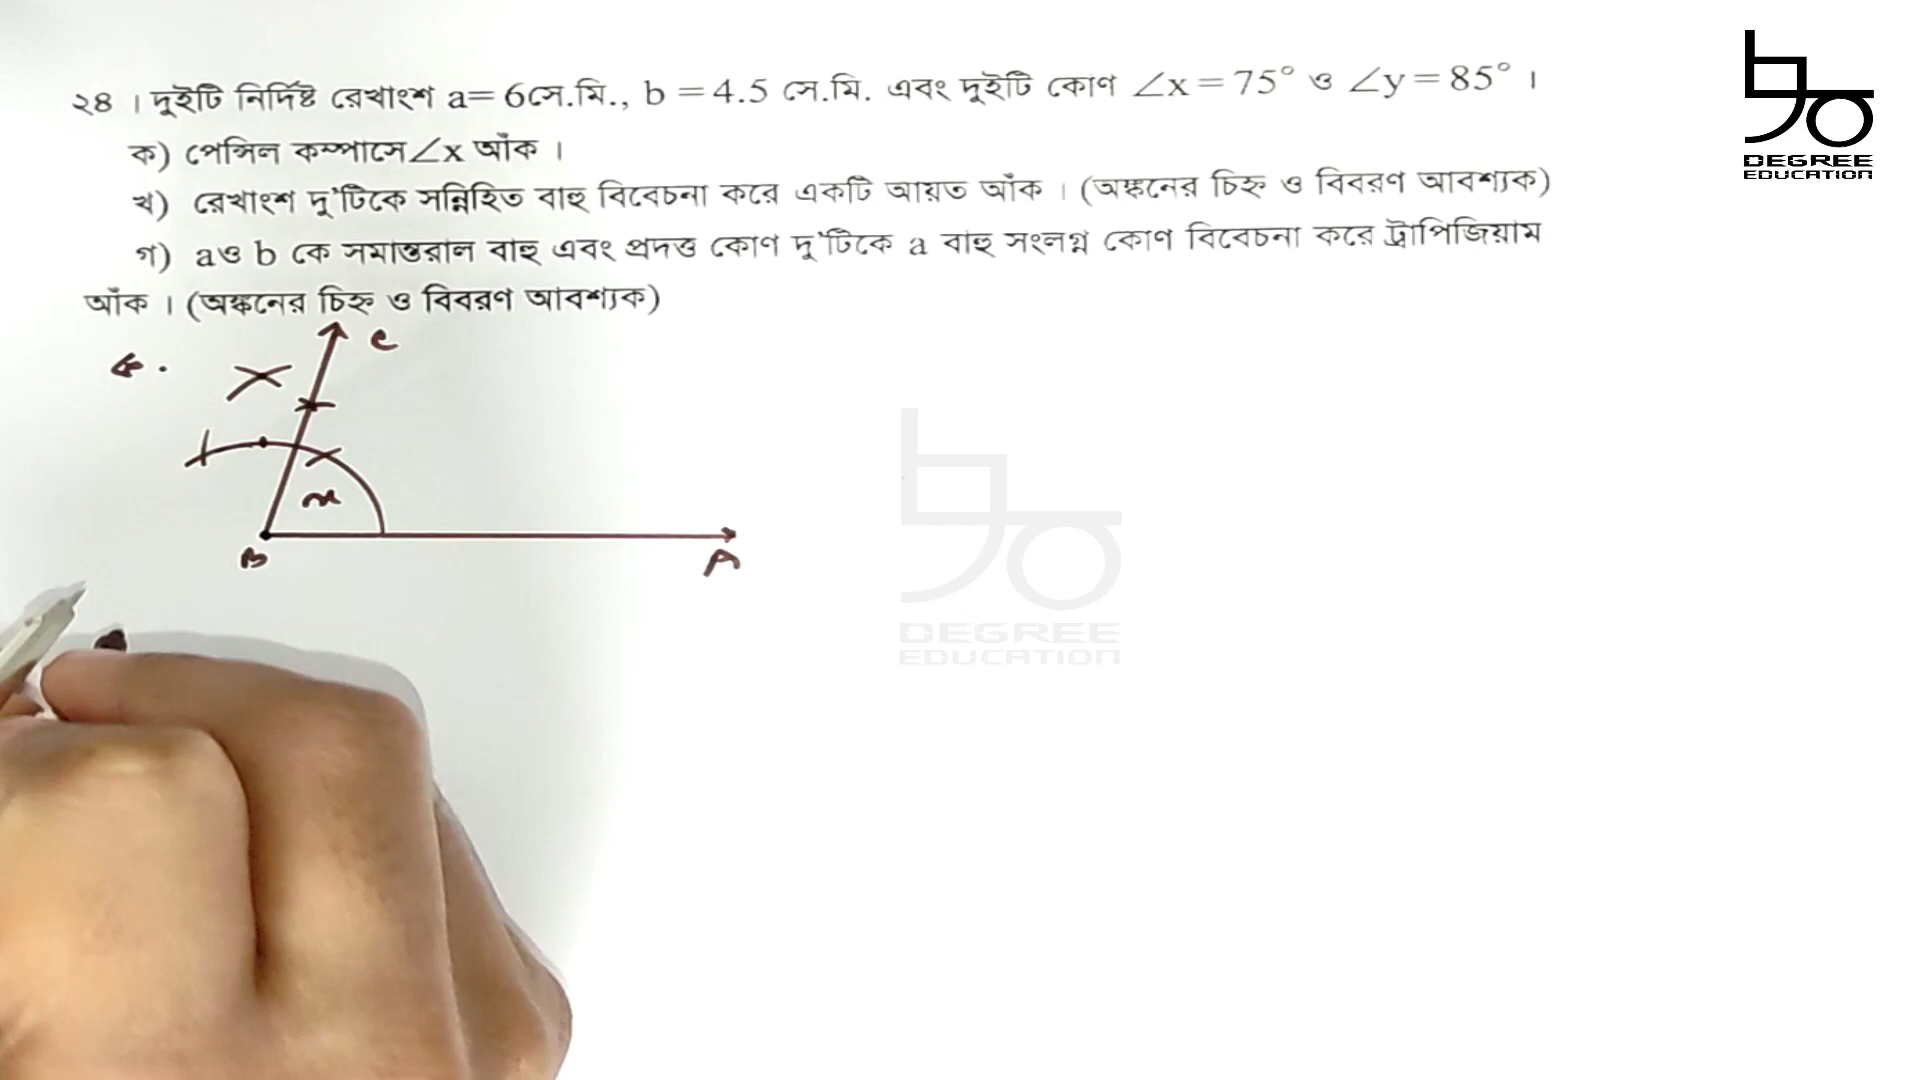 ২৪ । দুইটি নির্দিষ্ট রেখাংশ a= 6সে.মি., b = 4.5 সে.মি. এবং দুইটি কোণ ∠x = 75° ও ∠y = 85° ।
ক) পেন্সিল কম্পাসে∠x আঁক ।
খ) রেখাংশ দু'টিকে সন্নিহিত বাহু বিবেচনা করে একটি আয়ত আঁক । (অঙ্কনের চিহ্ন ও বিবরণ আবশ্যক)
গ) aও b কে সমান্তরাল বাহু এবং প্রদত্ত কোণ দু'টিকে a বাহু সংলগ্ন কোণ বিবেচনা করে ট্রাপিজিয়াম
আঁক । (অঙ্কনের চিহ্ন ও বিবরণ আবশ্যক)
ক.
C
x
B
A
DEGREE
EDUCATION
DEGREE
EDUCATION